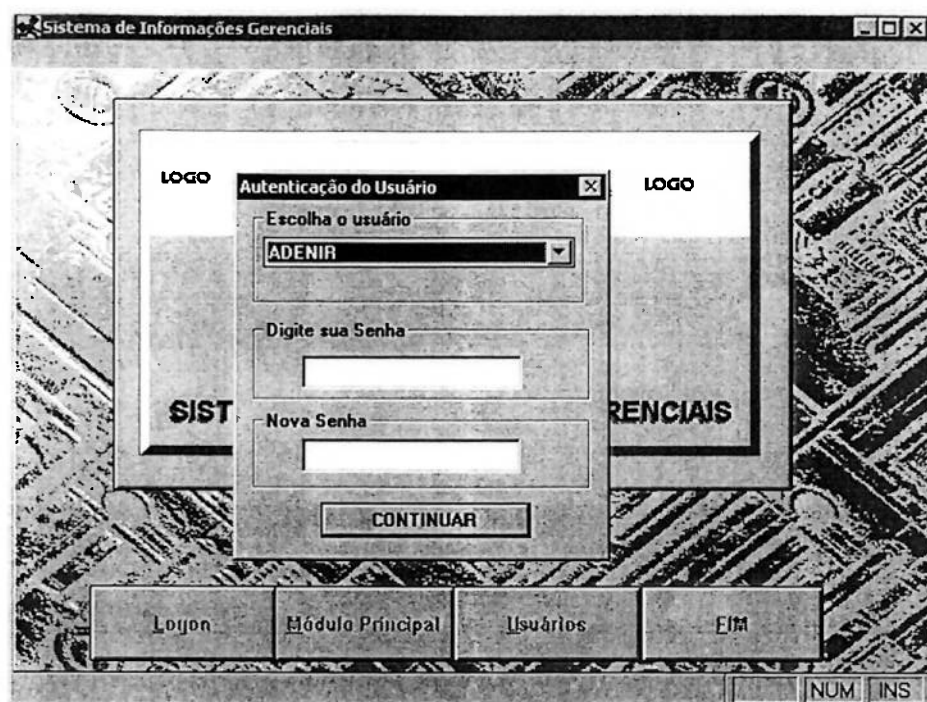 Sistema de Informações Gerenciais
LOGO
LOGO
Autenticação do Usuário
Escolha o usuário
ADENIR
Digite sua Senha
SIST
RENCIAIS
Nova Senha
CONTINUAR
Logon
Módulo Principal
Usuários
FIM
NUM
INS